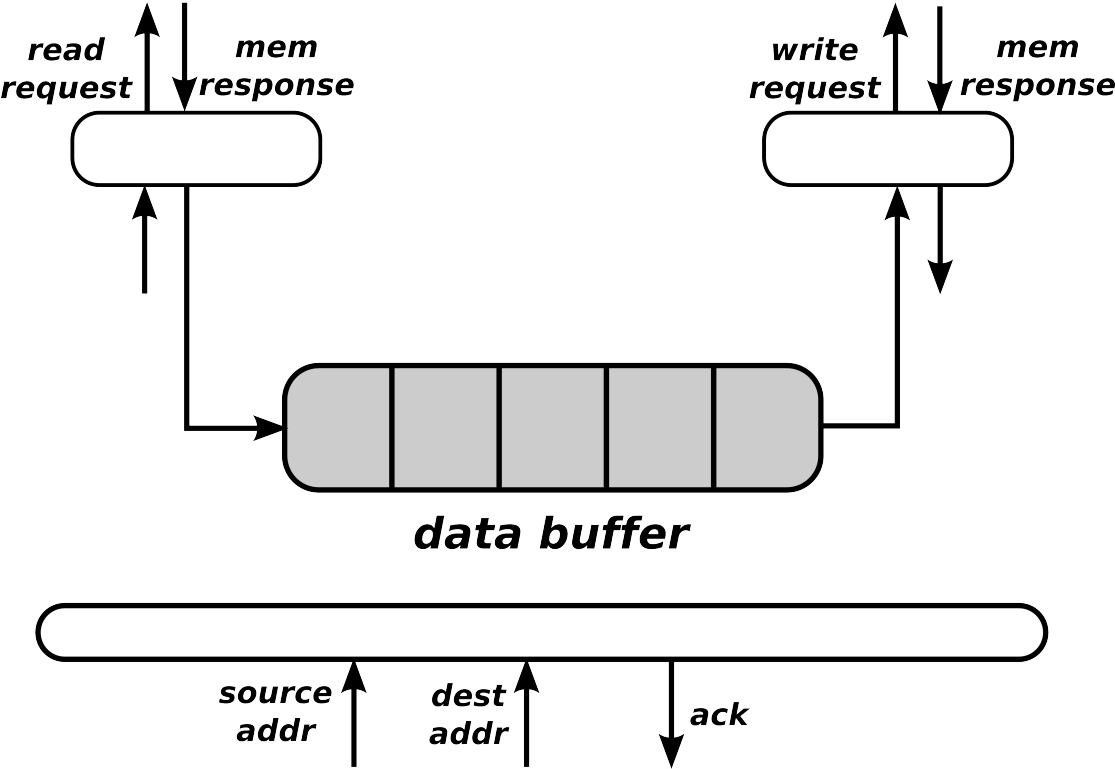 read
request
mem
response
write
request
mem
response
data buffer
source
addr
dest
addr
ack